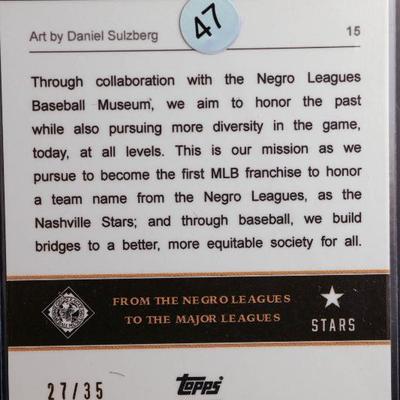 47
Art by Daniel Sulzberg 15
Through collaboration with the Negro Leagues
Baseball Museum, we aim to honor the past
while also pursuing more diversity in the game,
today, at all levels. This is our mission as we
pursue to become the first MLB franchise to honor
a team name from the Negro Leagues, as the
Nashville Stars; and through baseball, we build
bridges to a better, more equitable society for all.
FROM THE NEGRO LEAGUES
TO THE MAJOR LEAGUES
STARS
27/35
Topps